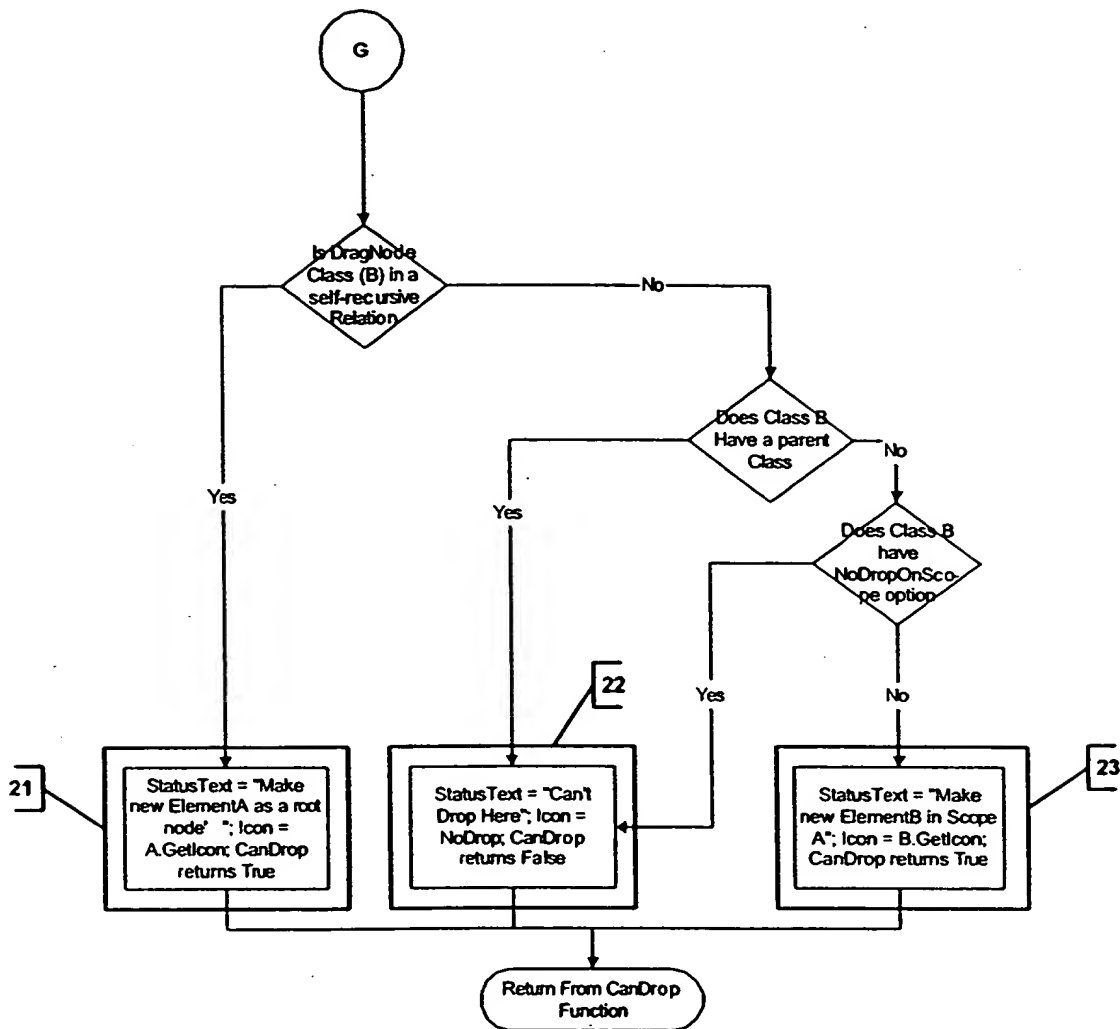 G
Is DragNode
Class (B) in a
self-recursive
Relation
No
Does Class B
Have a parent
Class
No
Yes
Yes
Does Class B
have
NoDropOnSco-
pe option
Yes
No
22
21
23
StatusText = "Make
new ElementA as a root
node' "; Icon =
A.GetIcon; CanDrop
returns True
StatusText = "Can't
Drop Here"; Icon =
NoDrop; CanDrop
returns False
StatusText = "Make
new ElementB in Scope
A"; Icon = B.GetIcon;
CanDrop returns True
Return From CanDrop
Function